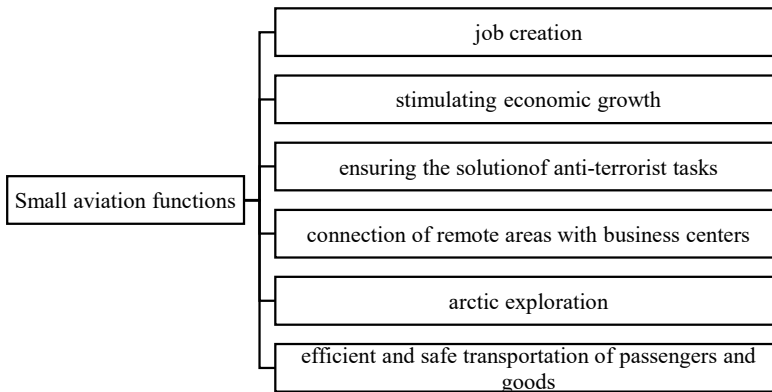 job creation
stimulating economic growth
ensuring the solutionof anti-terrorist tasks
Small aviation functions
connection of remote areas with business centers
arctic exploration
efficient and safe transportation of passengers and
goods